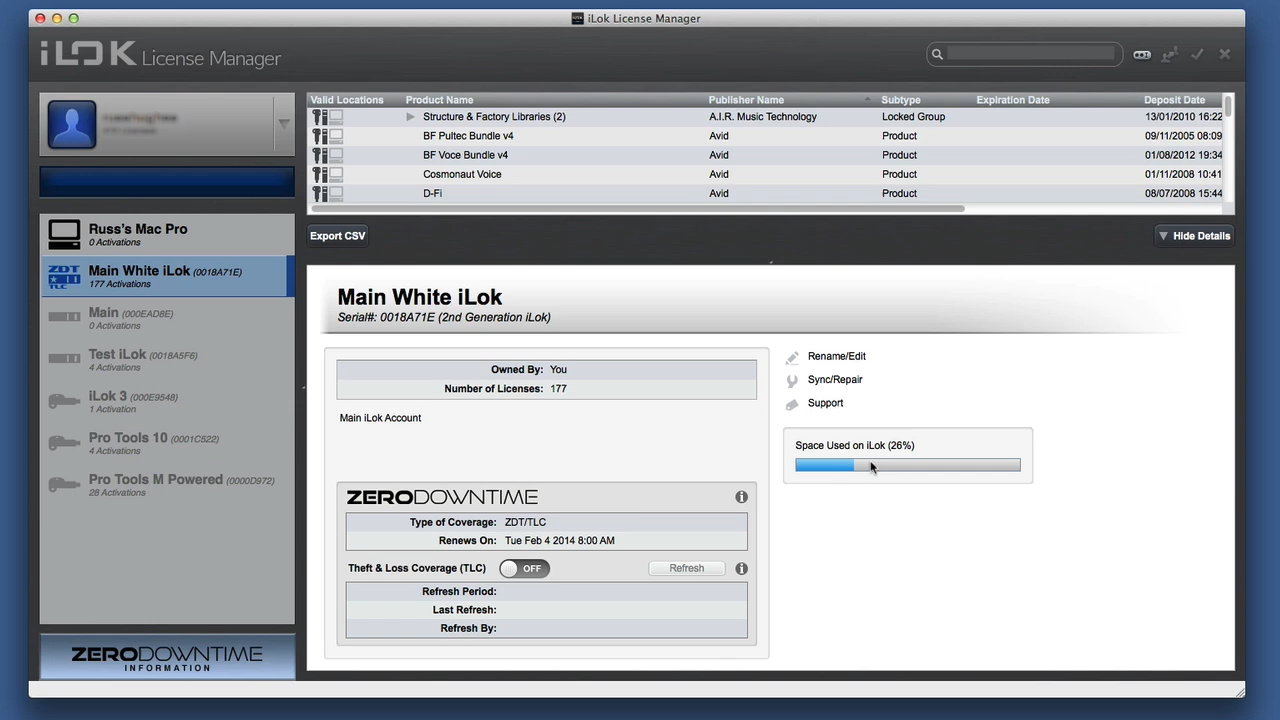 iLok License Manager
iLOK License Manager
Valid Locations Product Name Publisher Name Subtype Expiration Date Deposit Date
Structure & Factory Libraries (2) A.I.R. Music Technology Locked Group 13/01/2010 16:22
BF Pultec Bundle v4 Avid Product 09/11/2005 08:09
BF Voce Bundle v4 Avid Product 01/08/2012 19:34
Cosmonaut Voice Avid Product 01/11/2008 10:41
D-Fi Avid Product 08/07/2008 15:44
Export CSV
Hide Details
Russ's Mac Pro
0 Activations
ZDT
TLC
Main White iLok (0018A71E)
177 Activations
Main (000EAD8E)
0 Activations
Test iLok (0018A5F6)
4 Activations
iLok 3 (000E9548)
1 Activation
Pro Tools 10 (0001C522)
4 Activations
Pro Tools M Powered (0000D972)
28 Activations
ZERODOWNTIME
INFORMATION
Main White iLok
Serial#: 0018A71E (2nd Generation iLok)
Owned By: You
Number of Licenses: 177
Main iLok Account
ZERODOWNTIME
Type of Coverage: ZDT/TLC
Renews On: Tue Feb 4 2014 8:00 AM
Theft & Loss Coverage (TLC) OFF Refresh
Refresh Period:
Last Refresh:
Refresh By:
Rename/Edit
Sync/Repair
Support
Space Used on iLok (26%)